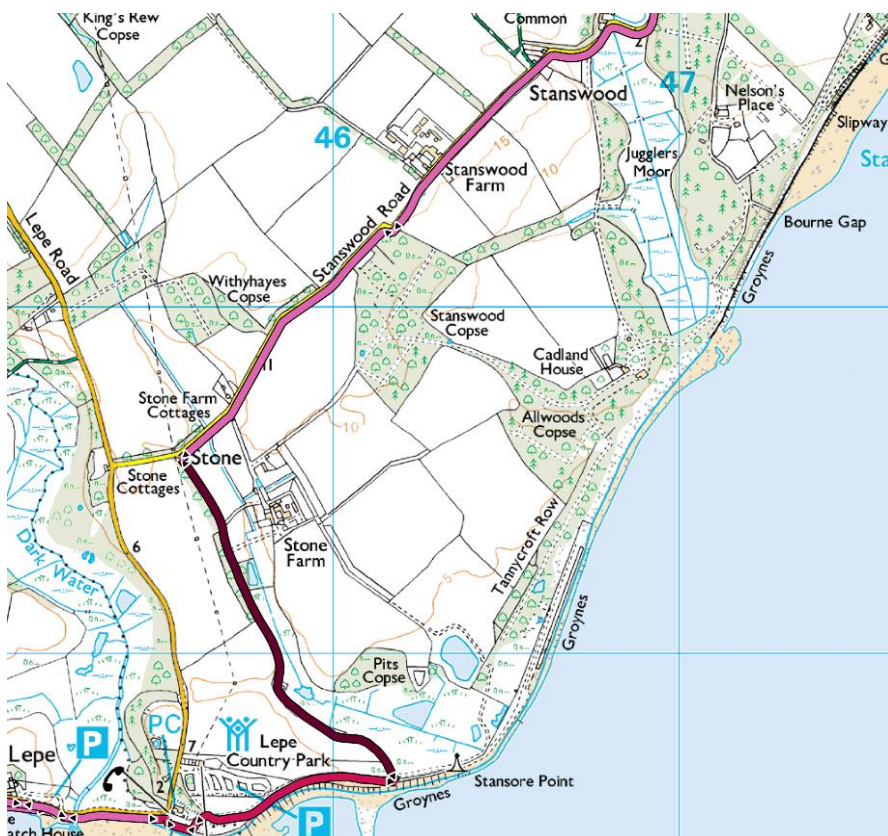 King's Rew
Copse
Common
2
Stanswood
47
Nelson's
Place
Slipway
Sta
46
15
10
Stanswood
Farm
Jugglers
Moor
Lepe Road
Stanswood Road
Bourne Gap
Groynes
Withyhayes
Copse
Stanswood
Copse
Cadland
House
11
Stone Farm
Cottages
10
Allwoods
Copse
Stone
Stone
Cottages
Stone
Farm
Tannycroft Row
6
Dark Water
5
Groynes
Pits
Copse
PC
7
Lepe
P
Lepe
Country Park
2
Stansore Point
Groynes
P
atch House